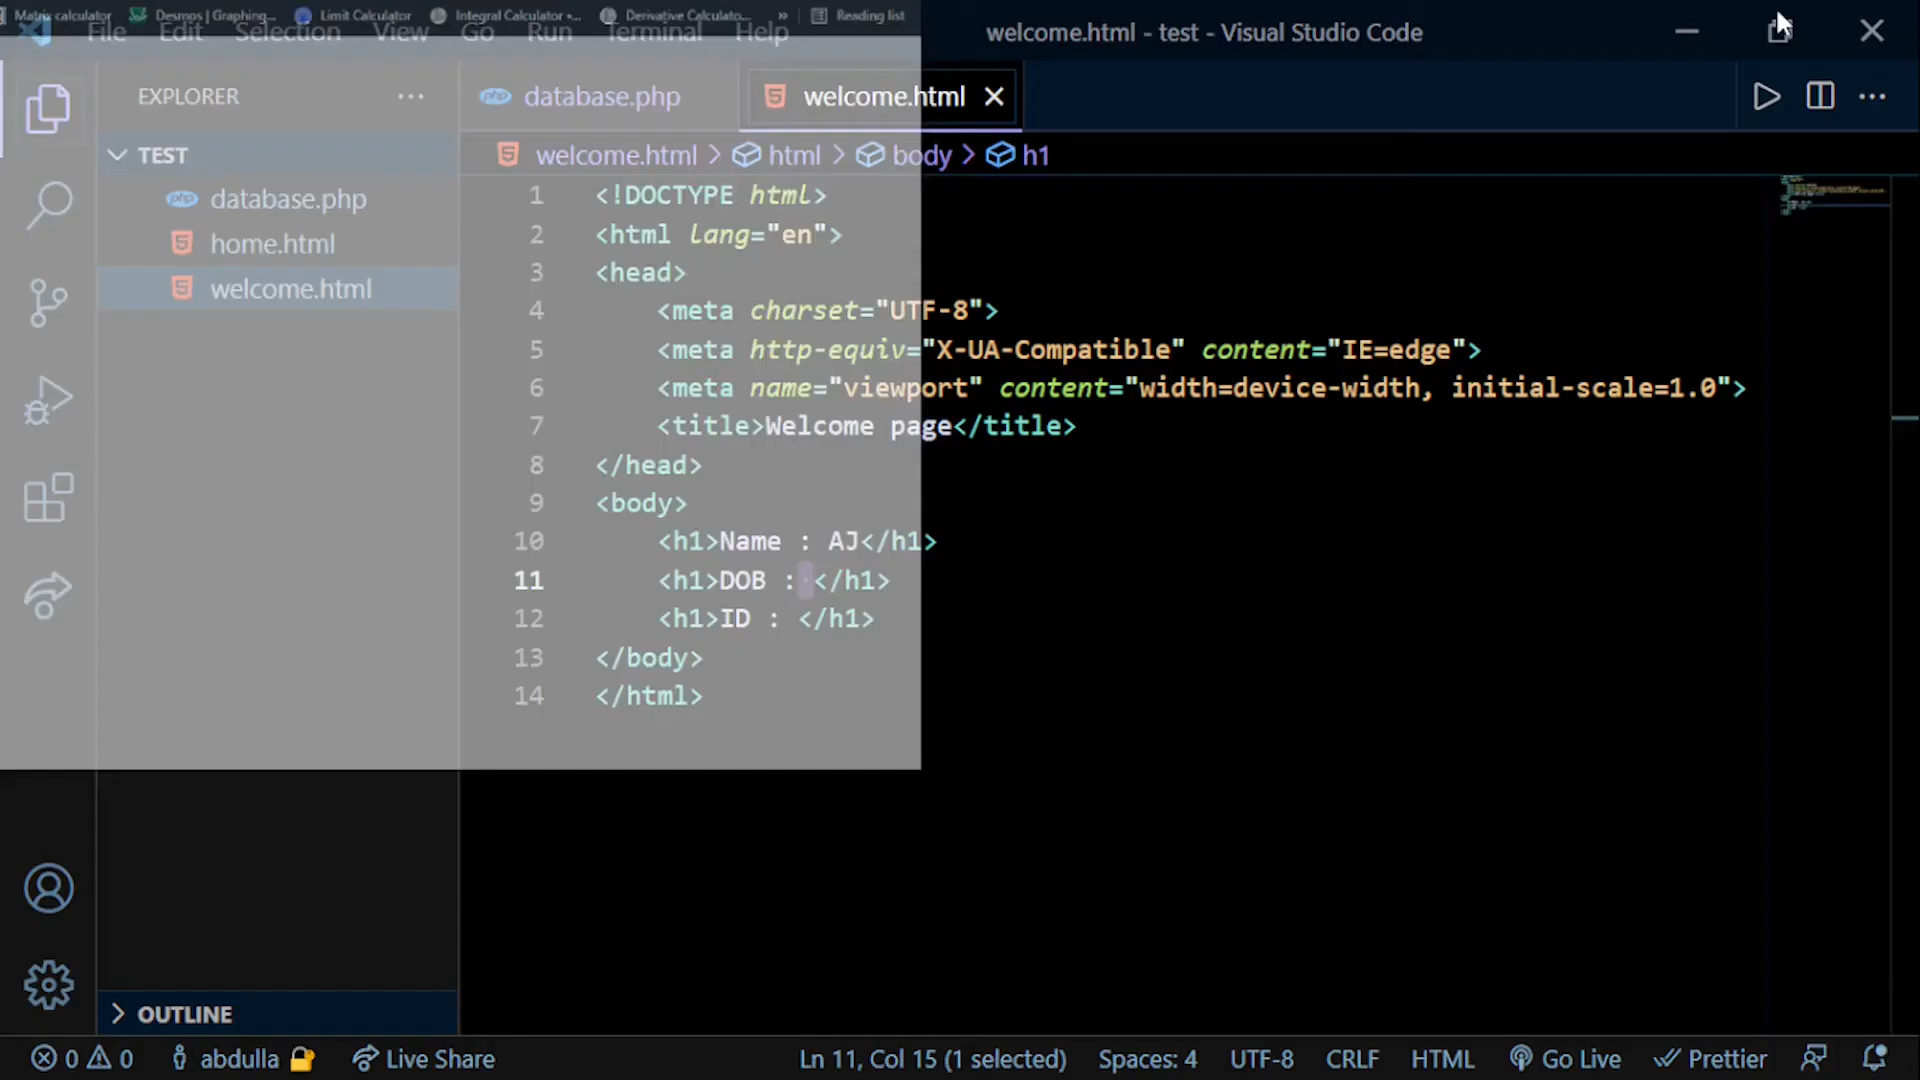 Matrix calculator Desmos | Graphing... Limit Calculator Integral Calculator •... Derivative Calculato... » Reading list
File Edit Selection View Go Run Terminal Help welcome.html - test - Visual Studio Code
EXPLORER ...
database.php welcome.html
TEST
welcome.html > html > body > h1
database.php
home.html
welcome.html
1 <!DOCTYPE html>
2 <html lang="en">
3 <head>
4 <meta charset="UTF-8">
5 <meta http-equiv="X-UA-Compatible" content="IE=edge">
6 <meta name="viewport" content="width=device-width, initial-scale=1.0">
7 <title>Welcome page</title>
8 </head>
9 <body>
10 <h1>Name : AJ</h1>
11 <h1>DOB : </h1>
12 <h1>ID : </h1>
13 </body>
14 </html>
OUTLINE
0 0 abdulla Live Share Ln 11, Col 15 (1 selected) Spaces: 4 UTF-8 CRLF HTML Go Live Prettier